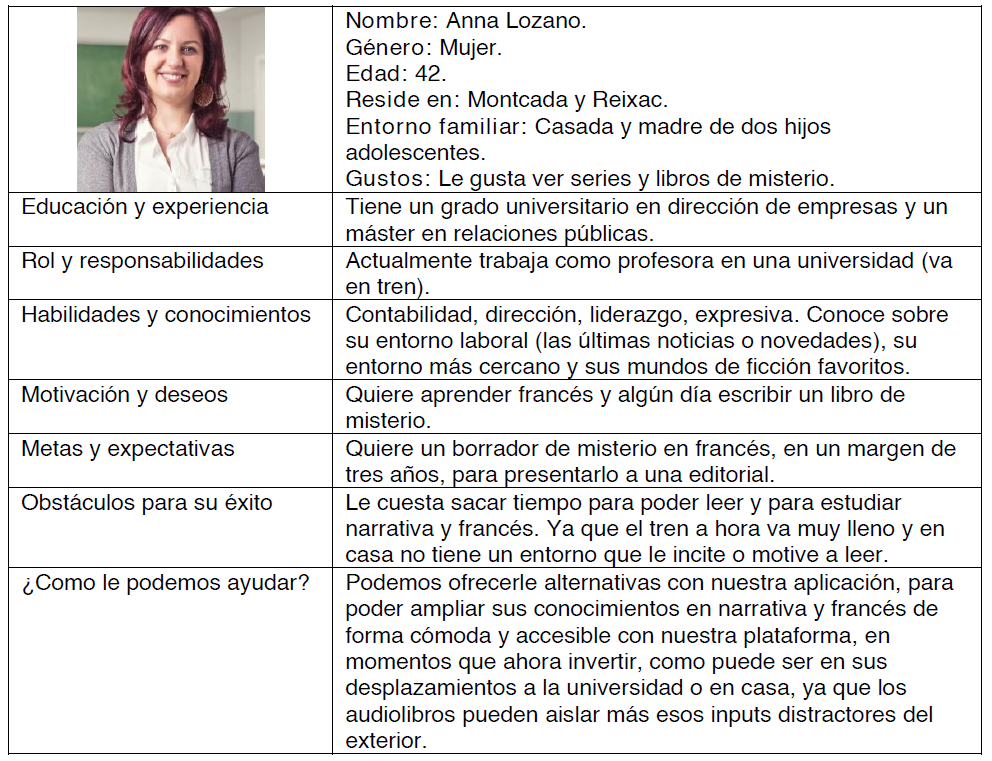 Nombre: Anna Lozano.
Género: Mujer.
Edad: 42.
Reside en: Montcada y Reixac.
Entorno familiar: Casada y madre de dos hijos
adolescentes.
Gustos: Le gusta ver series y libros de misterio.
Educación y experiencia
Tiene un grado universitario en dirección de empresas y un
máster en relaciones públicas.
Rol y responsabilidades
Actualmente trabaja como profesora en una universidad (va
en tren).
Habilidades y conocimientos
Contabilidad, dirección, liderazgo, expresiva. Conoce sobre
su entorno laboral (las últimas noticias o novedades), su
entorno más cercano y sus mundos de ficción favoritos.
Motivación y deseos
Quiere aprender francés y algún día escribir un libro de
misterio.
Metas y expectativas
Quiere un borrador de misterio en francés, en un margen de
tres años, para presentarlo a una editorial.
Obstáculos para su éxito
Le cuesta sacar tiempo para poder leer y para estudiar
narrativa y francés. Ya que el tren a hora va muy lleno y en
casa no tiene un entorno que le incite o motive a leer.
¿Como le podemos ayudar?
Podemos ofrecerle alternativas con nuestra aplicación, para
poder ampliar sus conocimientos en narrativa y francés de
forma cómoda y accesible con nuestra plataforma, en
momentos que ahora invertir, como puede ser en sus
desplazamientos a la universidad o en casa, ya que los
audiolibros pueden aislar más esos inputs distractores del
exterior.